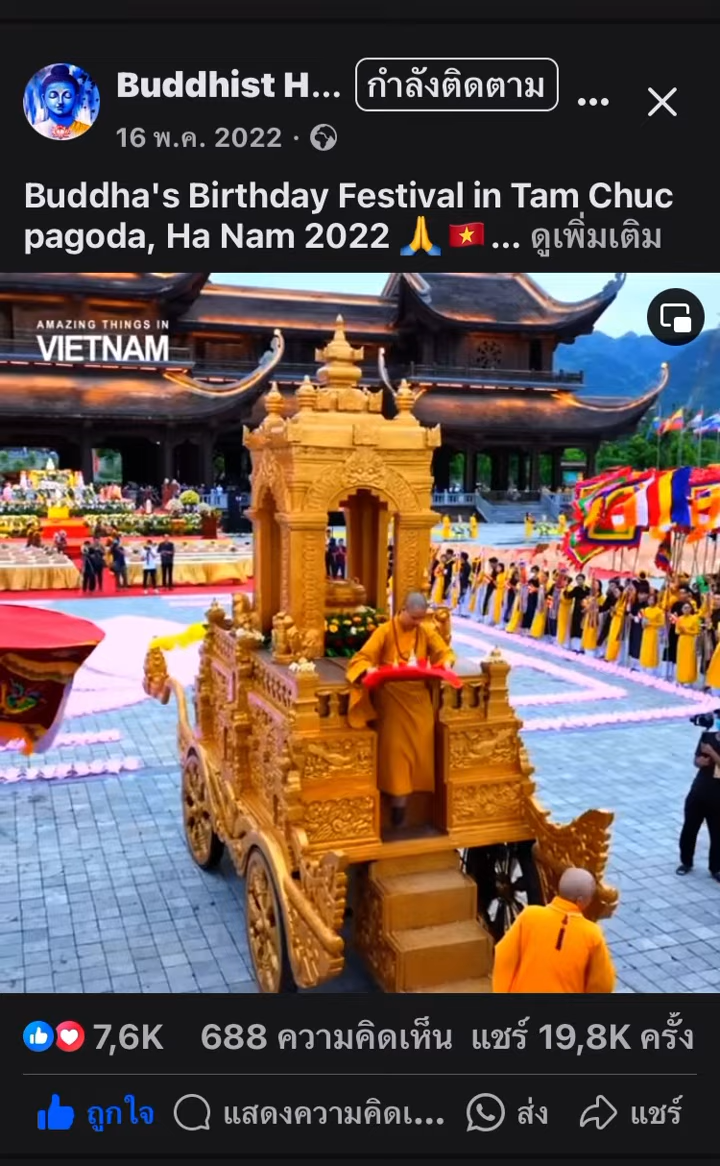 Buddhist H... กำลังติดตาม
16 พ.ค. 2022 ·
Buddha's Birthday Festival in Tam Chuc
pagoda, Ha Nam 2022 🙏🇻🇳... ดูเพิ่มเติม
AMAZING THINGS IN
VIETNAM
7,6K 688 ความคิดเห็น แชร์ 19,8K ครั้ง
ถูกใจ แสดงความคิดเ... ส่ง แชร์